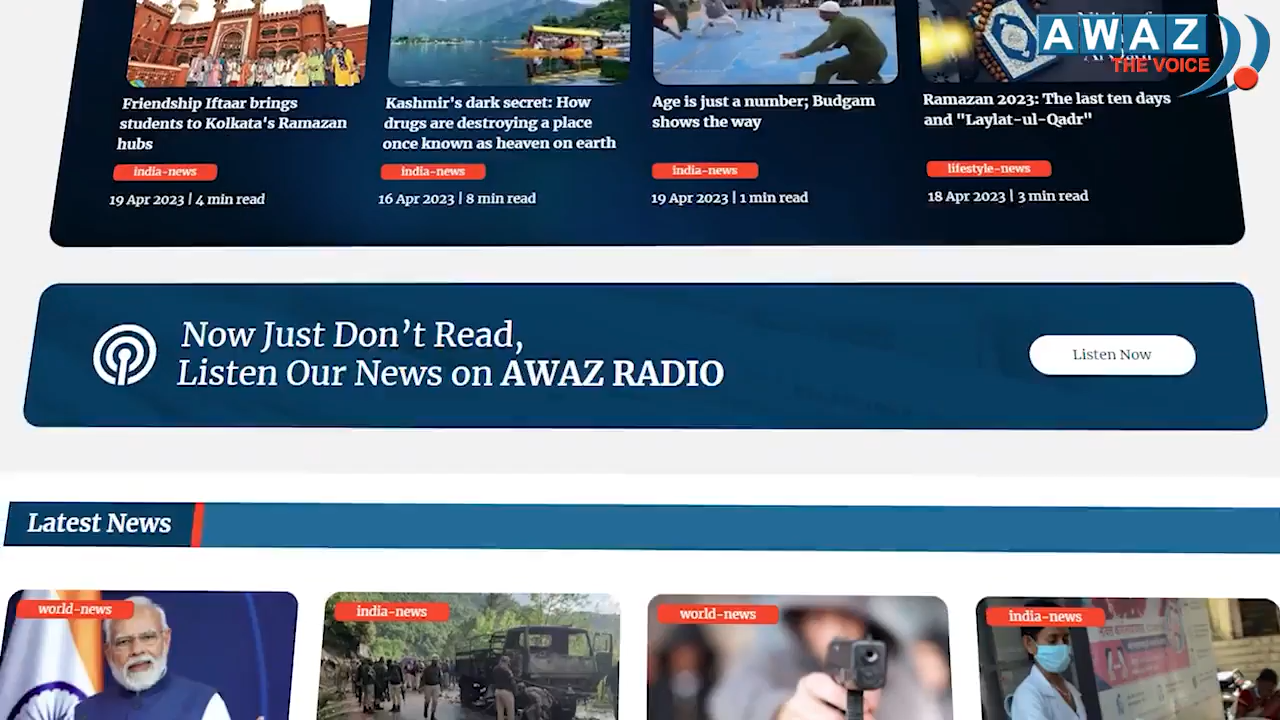 AWAZ
THE VOICE
Friendship Iftaar brings
students to Kolkata's Ramazan
hubs
india-news
19 Apr 2023 | 4 min read
Kashmir's dark secret: How
drugs are destroying a place
once known as heaven on earth
india-news
16 Apr 2023 | 8 min read
Age is just a number; Budgam
shows the way
india-news
19 Apr 2023 | 1 min read
Ramazan 2023: The last ten days
and "Laylat-ul-Qadr"
lifestyle-news
18 Apr 2023 | 3 min read
Now Just Don't Read,
Listen Our News on AWAZ RADIO
Listen Now
Latest News
world-news
india-news
world-news
india-news